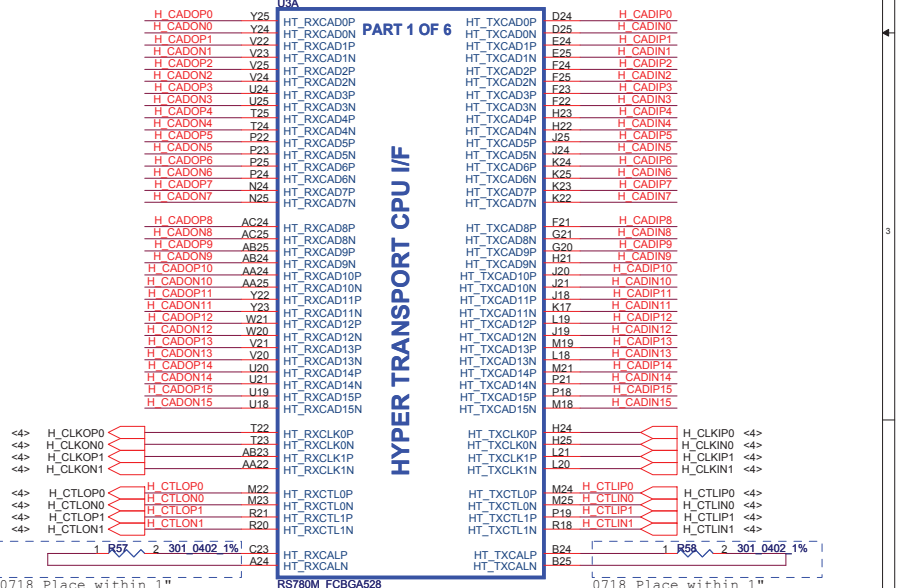 U3A
PART 1 OF 6
HYPER TRANSPORT CPU I/F
H_CADOP0 Y25 HT_RXCAD0P HT_TXCAD0P D24 H_CADIP0
H_CADON0 Y24 HT_RXCAD0N HT_TXCAD0N D25 H_CADIN0
H_CADOP1 V22 HT_RXCAD1P HT_TXCAD1P E24 H_CADIP1
H_CADON1 V23 HT_RXCAD1N HT_TXCAD1N E25 H_CADIN1
H_CADOP2 V25 HT_RXCAD2P HT_TXCAD2P F24 H_CADIP2
H_CADON2 V24 HT_RXCAD2N HT_TXCAD2N F25 H_CADIN2
H_CADOP3 U24 HT_RXCAD3P HT_TXCAD3P F23 H_CADIP3
H_CADON3 U25 HT_RXCAD3N HT_TXCAD3N F22 H_CADIN3
H_CADOP4 T25 HT_RXCAD4P HT_TXCAD4P H23 H_CADIP4
H_CADON4 T24 HT_RXCAD4N HT_TXCAD4N H22 H_CADIN4
H_CADOP5 P22 HT_RXCAD5P HT_TXCAD5P J25 H_CADIP5
H_CADON5 P23 HT_RXCAD5N HT_TXCAD5N J24 H_CADIN5
H_CADOP6 P25 HT_RXCAD6P HT_TXCAD6P K24 H_CADIP6
H_CADON6 P24 HT_RXCAD6N HT_TXCAD6N K25 H_CADIN6
H_CADOP7 N24 HT_RXCAD7P HT_TXCAD7P K23 H_CADIP7
H_CADON7 N25 HT_RXCAD7N HT_TXCAD7N K22 H_CADIN7
H_CADOP8 AC24 HT_RXCAD8P HT_TXCAD8P F21 H_CADIP8
H_CADON8 AC25 HT_RXCAD8N HT_TXCAD8N G21 H_CADIN8
H_CADOP9 AB25 HT_RXCAD9P HT_TXCAD9P G20 H_CADIP9
H_CADON9 AB24 HT_RXCAD9N HT_TXCAD9N H21 H_CADIN9
H_CADOP10 AA24 HT_RXCAD10P HT_TXCAD10P J20 H_CADIP10
H_CADON10 AA25 HT_RXCAD10N HT_TXCAD10N J21 H_CADIN10
H_CADOP11 Y22 HT_RXCAD11P HT_TXCAD11P J18 H_CADIP11
H_CADON11 Y23 HT_RXCAD11N HT_TXCAD11N K17 H_CADIN11
H_CADOP12 W21 HT_RXCAD12P HT_TXCAD12P L19 H_CADIP12
H_CADON12 W20 HT_RXCAD12N HT_TXCAD12N J19 H_CADIN12
H_CADOP13 V21 HT_RXCAD13P HT_TXCAD13P M19 H_CADIP13
H_CADON13 V20 HT_RXCAD13N HT_TXCAD13N L18 H_CADIN13
H_CADOP14 U20 HT_RXCAD14P HT_TXCAD14P M21 H_CADIP14
H_CADON14 U21 HT_RXCAD14N HT_TXCAD14N P21 H_CADIN14
H_CADOP15 U19 HT_RXCAD15P HT_TXCAD15P P18 H_CADIP15
H_CADON15 U18 HT_RXCAD15N HT_TXCAD15N M18 H_CADIN15
<4> H_CLKOP0 T22 HT_RXCLK0P HT_TXCLK0P H24 H_CLKIP0 <4>
<4> H_CLKON0 T23 HT_RXCLK0N HT_TXCLK0N H25 H_CLKIN0 <4>
<4> H_CLKOP1 AB23 HT_RXCLK1P HT_TXCLK1P L21 H_CLKIP1 <4>
<4> H_CLKON1 AA22 HT_RXCLK1N HT_TXCLK1N L20 H_CLKIN1 <4>
<4> H_CTLOP0 H_CTLOP0 M22 HT_RXCTL0P HT_TXCTL0P M24 H_CTLIP0 H_CTLIP0 <4>
<4> H_CTLON0 H_CTLON0 M23 HT_RXCTL0N HT_TXCTL0N M25 H_CTLIN0 H_CTLIN0 <4>
<4> H_CTLOP1 H_CTLOP1 R21 HT_RXCTL1P HT_TXCTL1P P19 H_CTLIP1 H_CTLIP1 <4>
<4> H_CTLON1 H_CTLON1 R20 HT_RXCTL1N HT_TXCTL1N R18 H_CTLIN1 H_CTLIN1 <4>
1 R57 2 301_0402_1% C23 HT_RXCALP HT_TXCALP B24 1 R58 2 301_0402_1%
A24 HT_RXCALN HT_TXCALN B25
0718 Place within 1" RS780M_FCBGA528 0718 Place within 1"
3